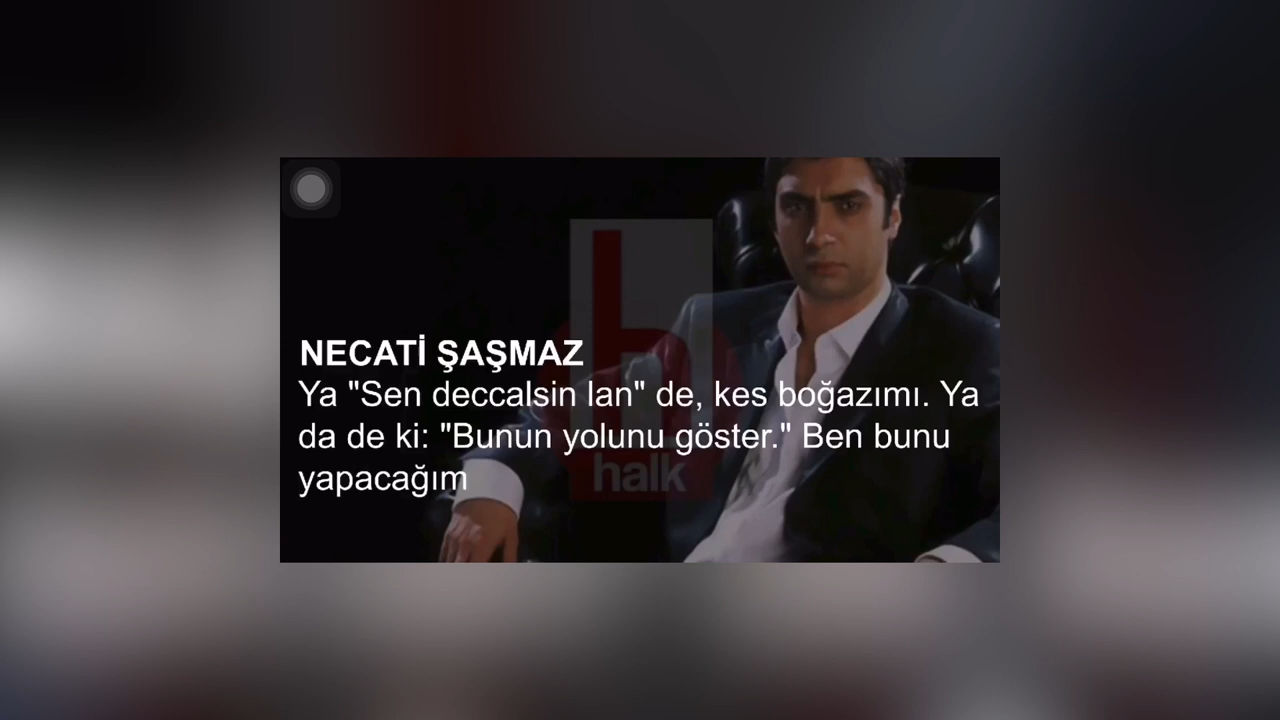 NECATİ ŞAŞMAZ
Ya "Sen deccalsin lan" de, kes boğazımı. Ya
da de ki: "Bunun yolunu göster." Ben bunu
yapacağım
halk